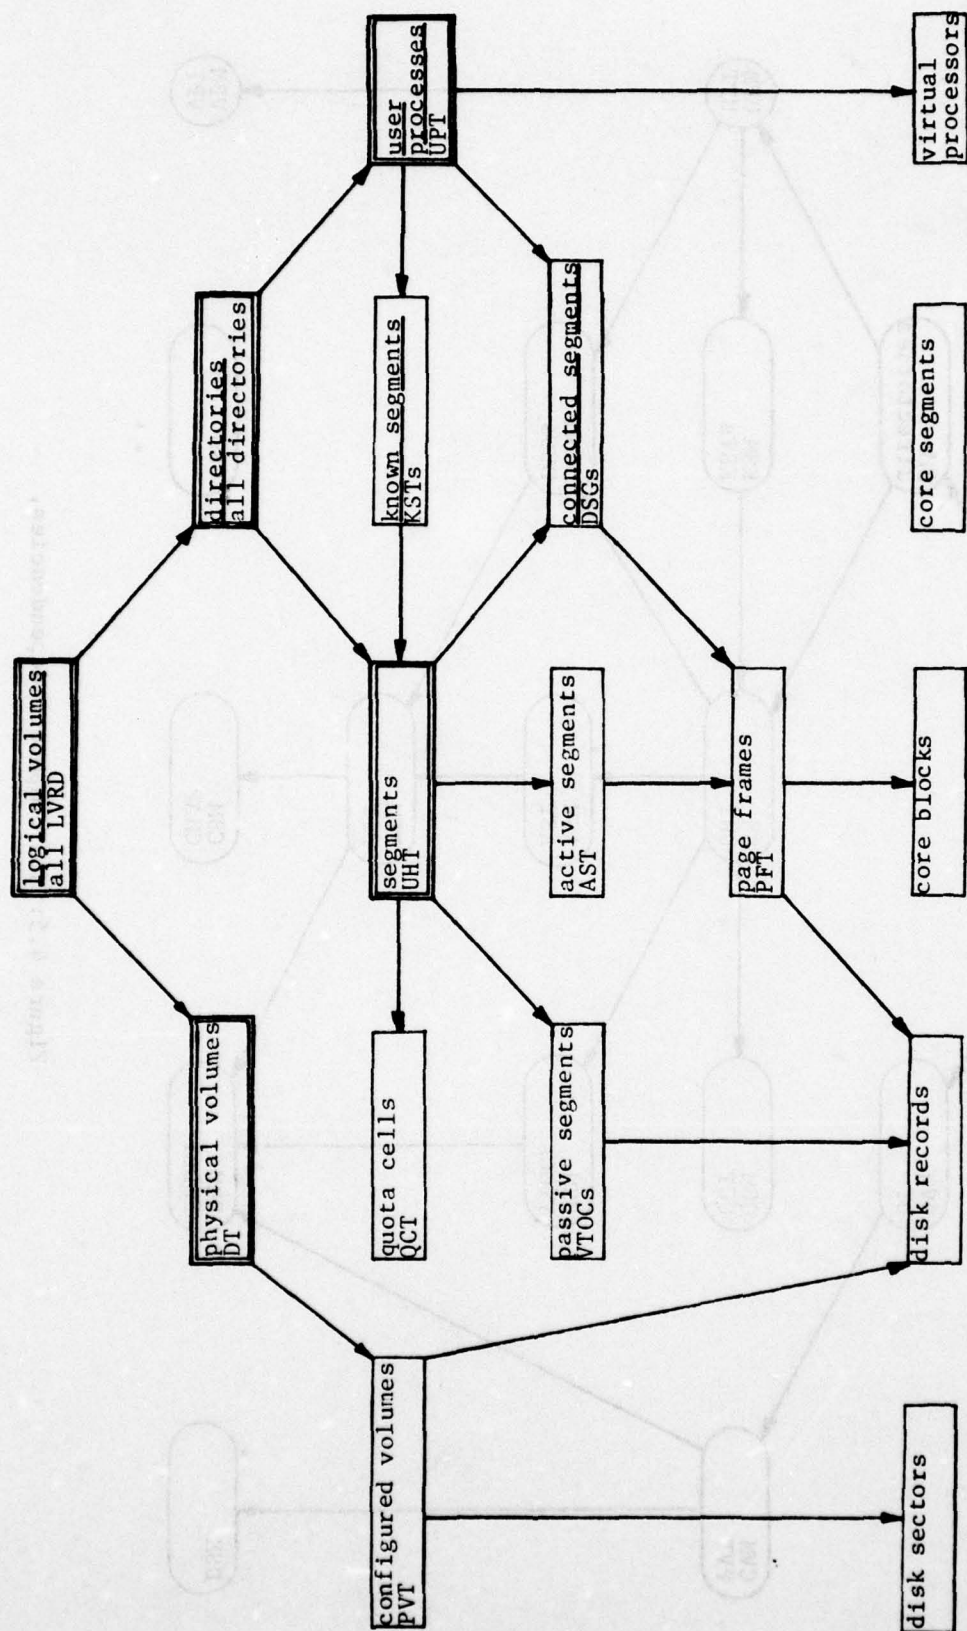 logical volumes
all LVRD
physical volumes
DT
directories
all directories
configured volumes
PVT
quota cells
QCT
segments
UHT
known segments
KSTs
user
processes
UPT
passive segments
VTOCs
active segments
AST
connected segments
DSGs
page frames
PFT
disk sectors
disk records
core blocks
core segments
virtual
processors